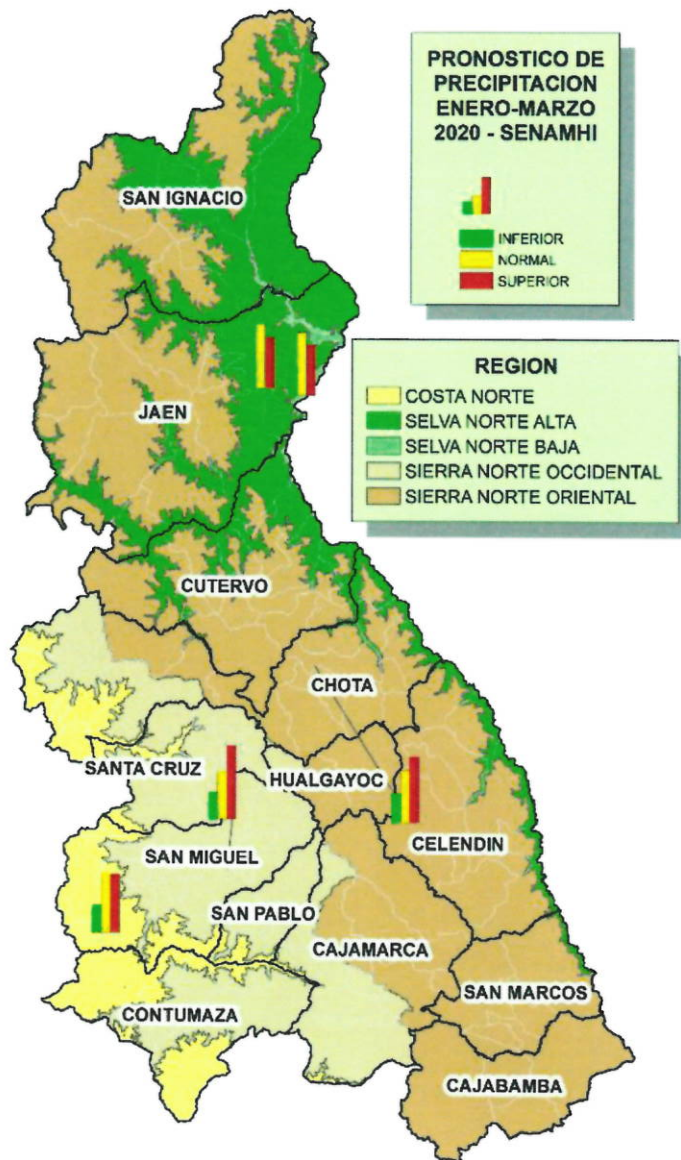 PRONOSTICO DE
PRECIPITACION
ENERO-MARZO
2020 - SENAMHI
INFERIOR
NORMAL
SUPERIOR
REGION
COSTA NORTE
SELVA NORTE ALTA
SELVA NORTE BAJA
SIERRA NORTE OCCIDENTAL
SIERRA NORTE ORIENTAL
SAN IGNACIO
JAEN
CUTERVO
CHOTA
SANTA CRUZ
HUALGAYOC
CELENDIN
SAN MIGUEL
SAN PABLO
CAJAMARCA
SAN MARCOS
CONTUMAZA
CAJABAMBA